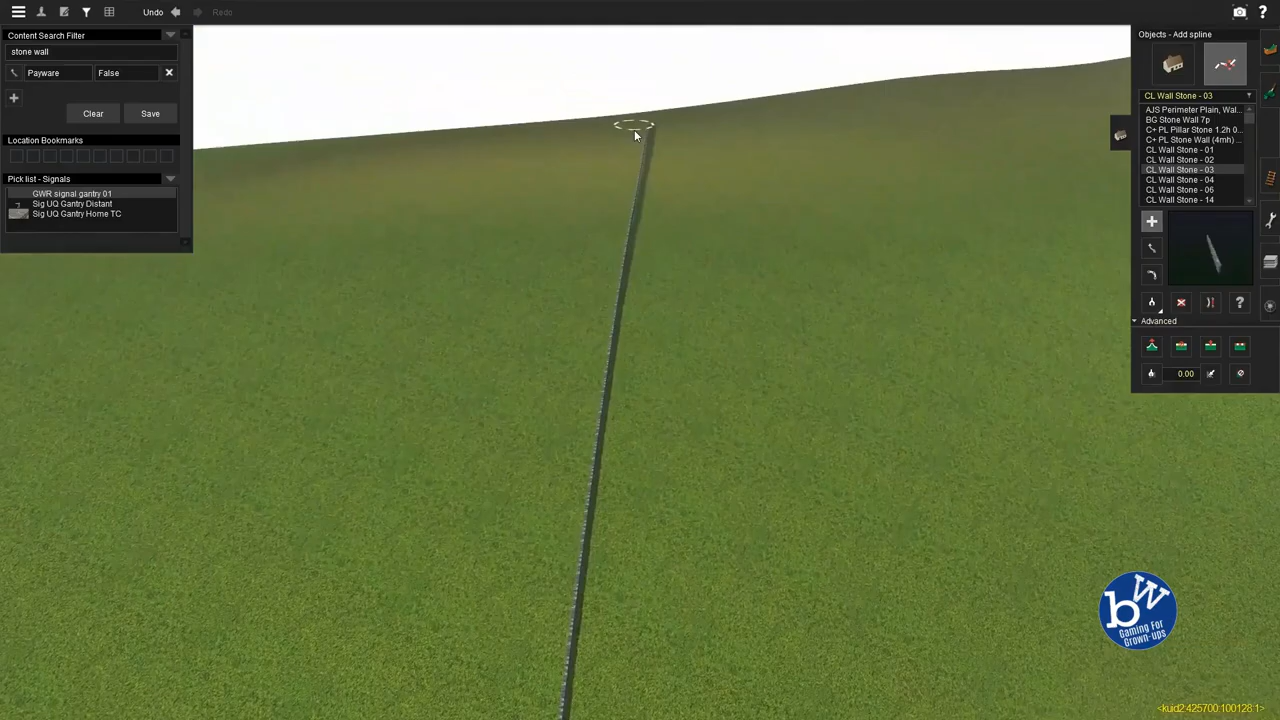 Undo
Redo
Content Search Filter
stone wall
Payware
False
Clear
Save
Location Bookmarks
Pick list - Signals
GWR signal gantry 01
Sig UQ Gantry Distant
Sig UQ Gantry Home TC
Objects - Add spline
CL Wall Stone - 03
AJS Perimeter Plain, Wal...
BG Stone Wall 7p
C+ PL Pillar Stone 1.2h 0...
C+ PL Stone Wall (4mh) ...
CL Wall Stone - 01
CL Wall Stone - 02
CL Wall Stone - 03
CL Wall Stone - 04
CL Wall Stone - 06
CL Wall Stone - 14
Advanced
0.00
bW
Gaming For
Grown-ups
<kuid2:425700:100128:1>